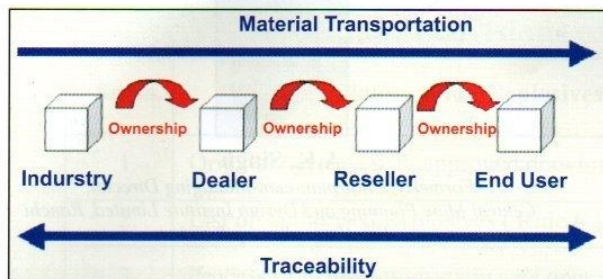 Material Transportation
Ownership Ownership Ownership
Indurstry Dealer Reseller End User
Traceability